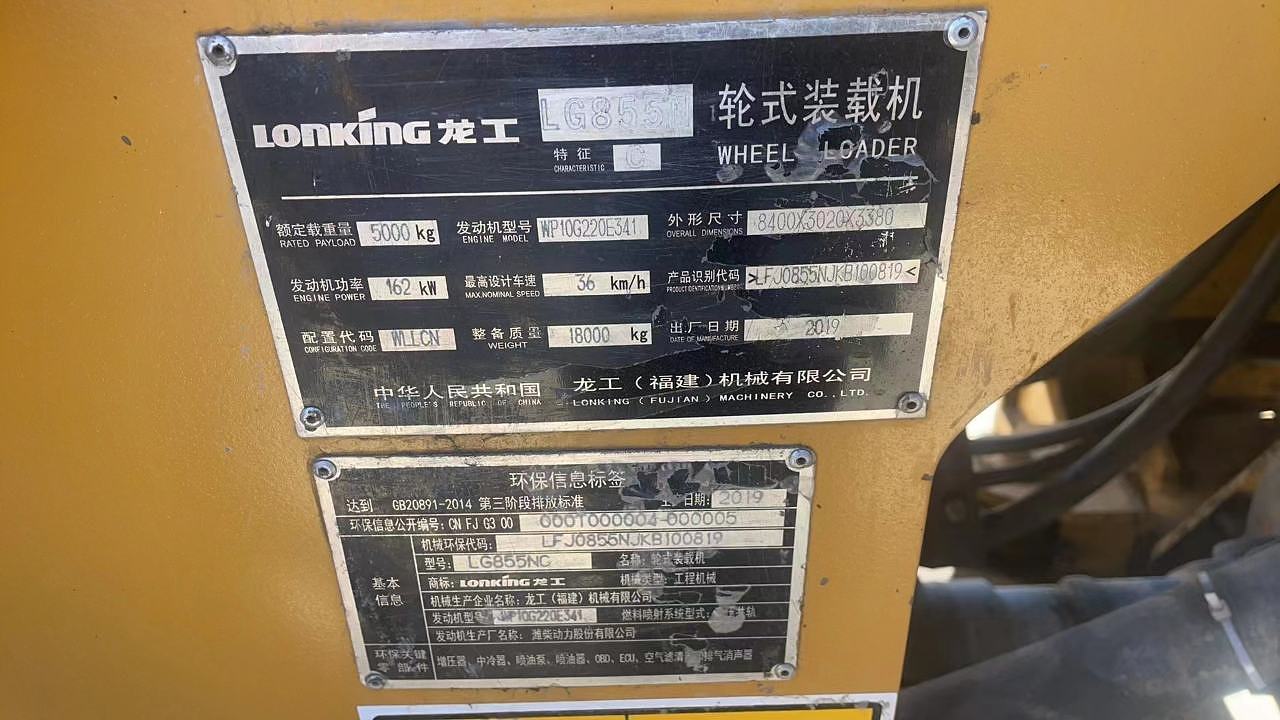 LONKING 龙工 LG855N 轮式装载机
特征 C WHEEL LOADER
CHARACTERISTIC
额定载重量 5000 kg 发动机型号 WP10G220E341 外形尺寸 8400X3020X3380
RATED PAYLOAD ENGINE MODEL OVERALL DIMENSIONS
发动机功率 162 kW 最高设计车速 36 km/h 产品识别代码 >LFJ0855NJKB100819<
ENGINE POWER MAX.NOMINAL SPEED PRODUCT IDENTIFICATION NUMBER
配置代码 WLLCN 整备质量 18000 kg 出厂日期 2019
CONFIGURATION CODE WEIGHT DATE OF MANUFACTURE
中华人民共和国 龙工(福建)机械有限公司
THE PEOPLE'S REPUBLIC OF CHINA LONKING (FUJIAN) MACHINERY CO.,LTD.
环保信息标签
达到 GB20891-2014 第三阶段排放标准 日期: 2019
环保信息公开编号: CN FJ G3 00 0001000004 000005
机械环保代码: LFJ0855NJKB100819
型号: LG855NC 名称: 轮式装载机
基本信息 商标: LONKING 龙工 机械类型: 工程机械
机械生产企业名称: 龙工(福建)机械有限公司
发动机型号: WP10G220E341 燃料喷射系统型式: 共轨
发动机生产厂名称: 潍柴动力股份有限公司
环保关键零部件 增压器、中冷器、喷油泵、喷油器、OBD、ECU、空气滤清 排气消声器